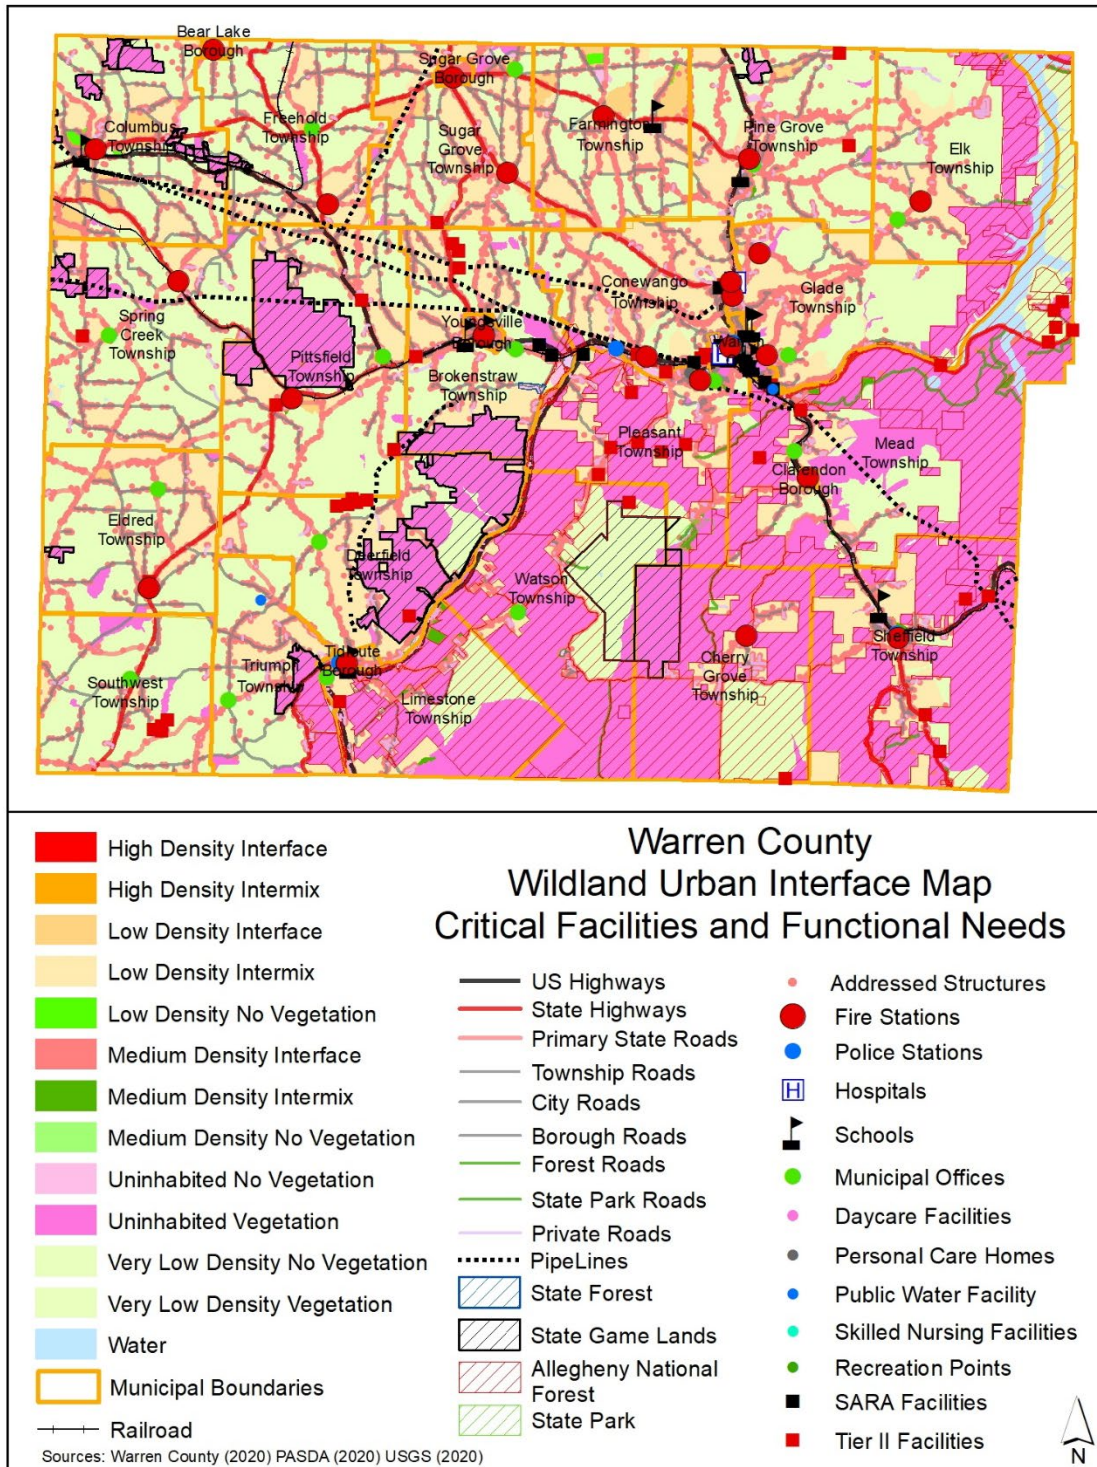 Bear Lake
Borough
Sugar Grove
Borough
Columbus
Township
Freehold
Township
Sugar
Grove
Township
Farmington
Township
Pine Grove
Township
Elk
Township
Conewango
Township
Glade
Township
Spring
Creek
Township
Youngsville
Borough
Warren
H
Pittsfield
Township
Brokenstraw
Township
Pleasant
Township
Mead
Township
Clarendon
Borough
Eldred
Township
Deerfield
Township
Watson
Township
Sheffield
Township
Cherry
Grove
Township
Tidioute
Borough
Triumph
Township
Southwest
Township
Limestone
Township
Warren County
Wildland Urban Interface Map
Critical Facilities and Functional Needs
High Density Interface
High Density Intermix
Low Density Interface
Low Density Intermix
Low Density No Vegetation
Medium Density Interface
Medium Density Intermix
Medium Density No Vegetation
Uninhabited No Vegetation
Uninhabited Vegetation
Very Low Density No Vegetation
Very Low Density Vegetation
Water
Municipal Boundaries
Railroad
US Highways
State Highways
Primary State Roads
Township Roads
City Roads
Borough Roads
Forest Roads
State Park Roads
Private Roads
PipeLines
State Forest
State Game Lands
Allegheny National
Forest
State Park
Addressed Structures
Fire Stations
Police Stations
H Hospitals
Schools
Municipal Offices
Daycare Facilities
Personal Care Homes
Public Water Facility
Skilled Nursing Facilities
Recreation Points
SARA Facilities
Tier II Facilities
N
Sources: Warren County (2020) PASDA (2020) USGS (2020)